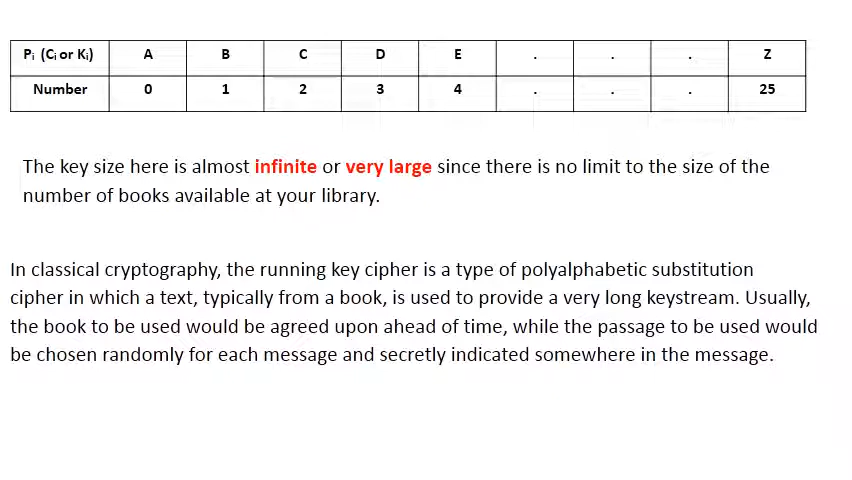 Pᵢ (Cᵢ or Kᵢ) A B C D E . . . Z
Number 0 1 2 3 4 . . . 25
The key size here is almost infinite or very large since there is no limit to the size of the
number of books available at your library.
In classical cryptography, the running key cipher is a type of polyalphabetic substitution
cipher in which a text, typically from a book, is used to provide a very long keystream. Usually,
the book to be used would be agreed upon ahead of time, while the passage to be used would
be chosen randomly for each message and secretly indicated somewhere in the message.